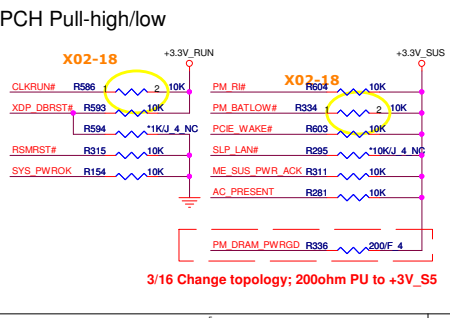 PCH Pull-high/low
X02-18
+3.3V_RUN
CLKRUN# R586 1 2 10K
XDP_DBRST# R593 10K
R594 *1K/J_4_NC
RSMRST# R315 10K
SYS_PWROK R154 10K
+3.3V_SUS
X02-18
PM_RI# R604 10K
PM_BATLOW# R334 1 2 10K
PCIE_WAKE# R603 10K
SLP_LAN# R295 *10K/J_4_NC
ME_SUS_PWR_ACK R311 10K
AC_PRESENT R281 10K
PM_DRAM_PWRGD R336 200/F_4
3/16 Change topology; 200ohm PU to +3V_S5